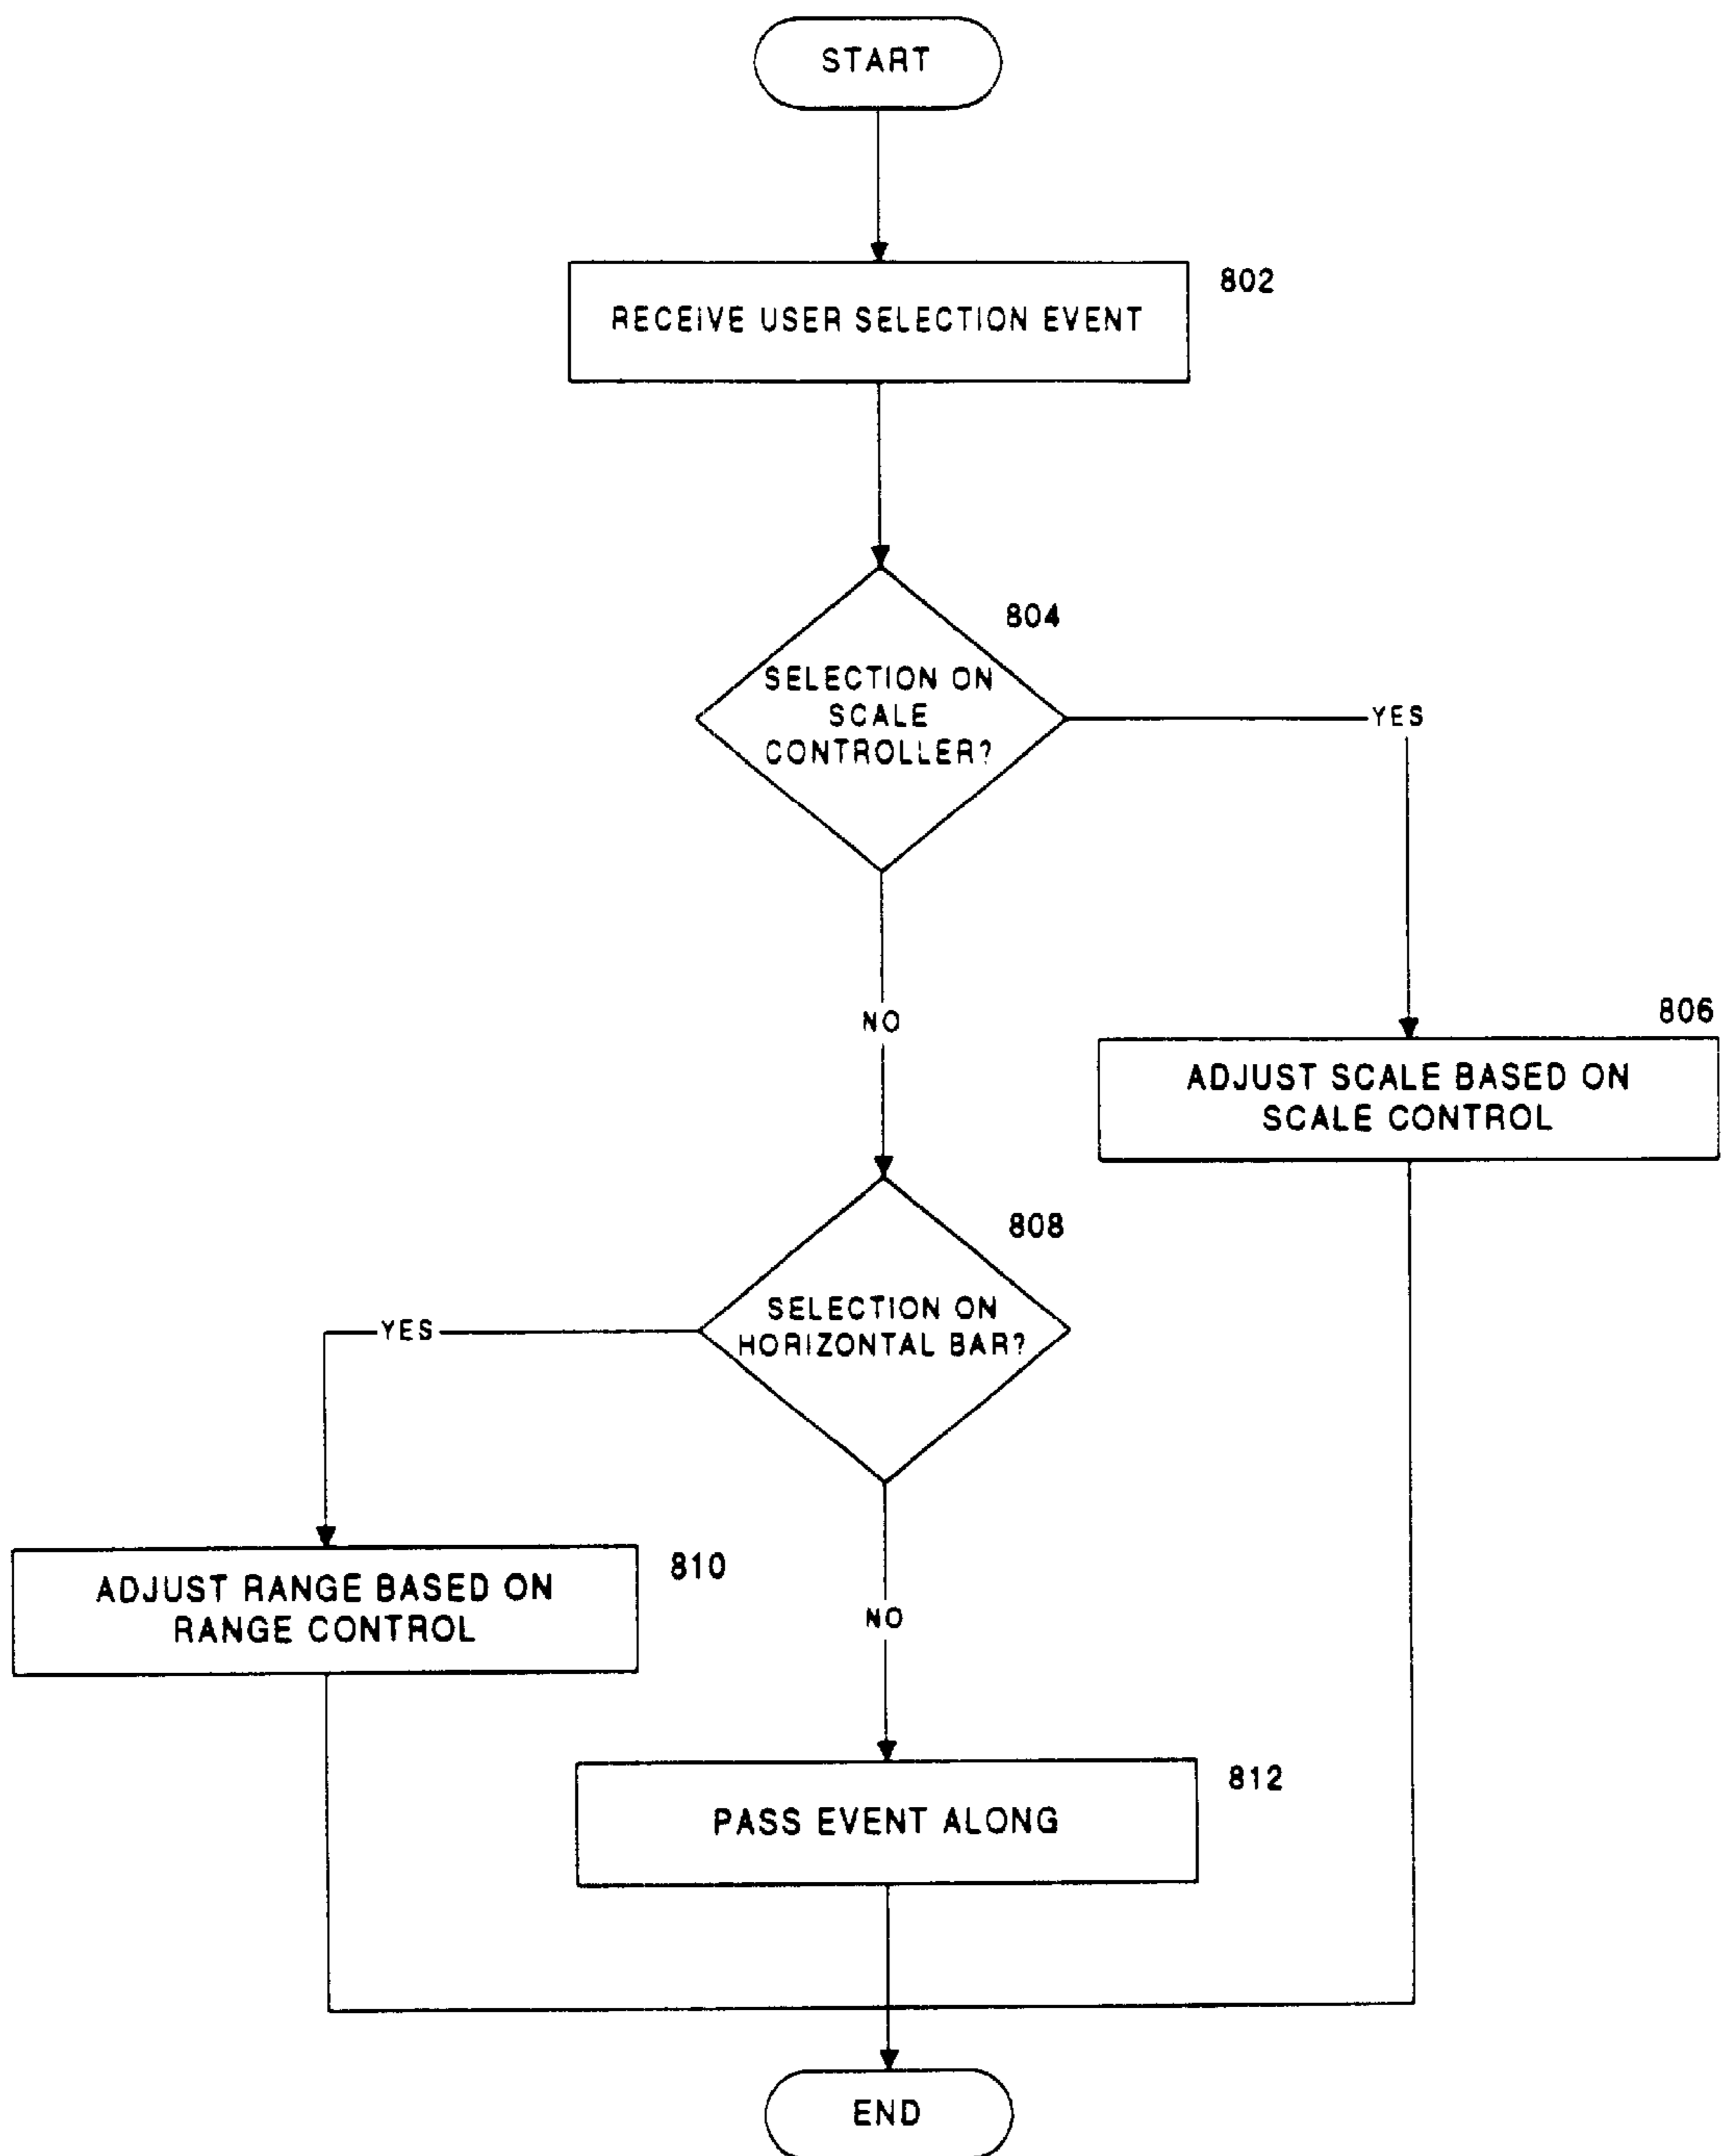 START
802
RECEIVE USER SELECTION EVENT
804
SELECTION ON
SCALE
CONTROLLER?
YES
NO
806
ADJUST SCALE BASED ON
SCALE CONTROL
808
SELECTION ON
HORIZONTAL BAR?
YES
810
ADJUST RANGE BASED ON
RANGE CONTROL
NO
812
PASS EVENT ALONG
END